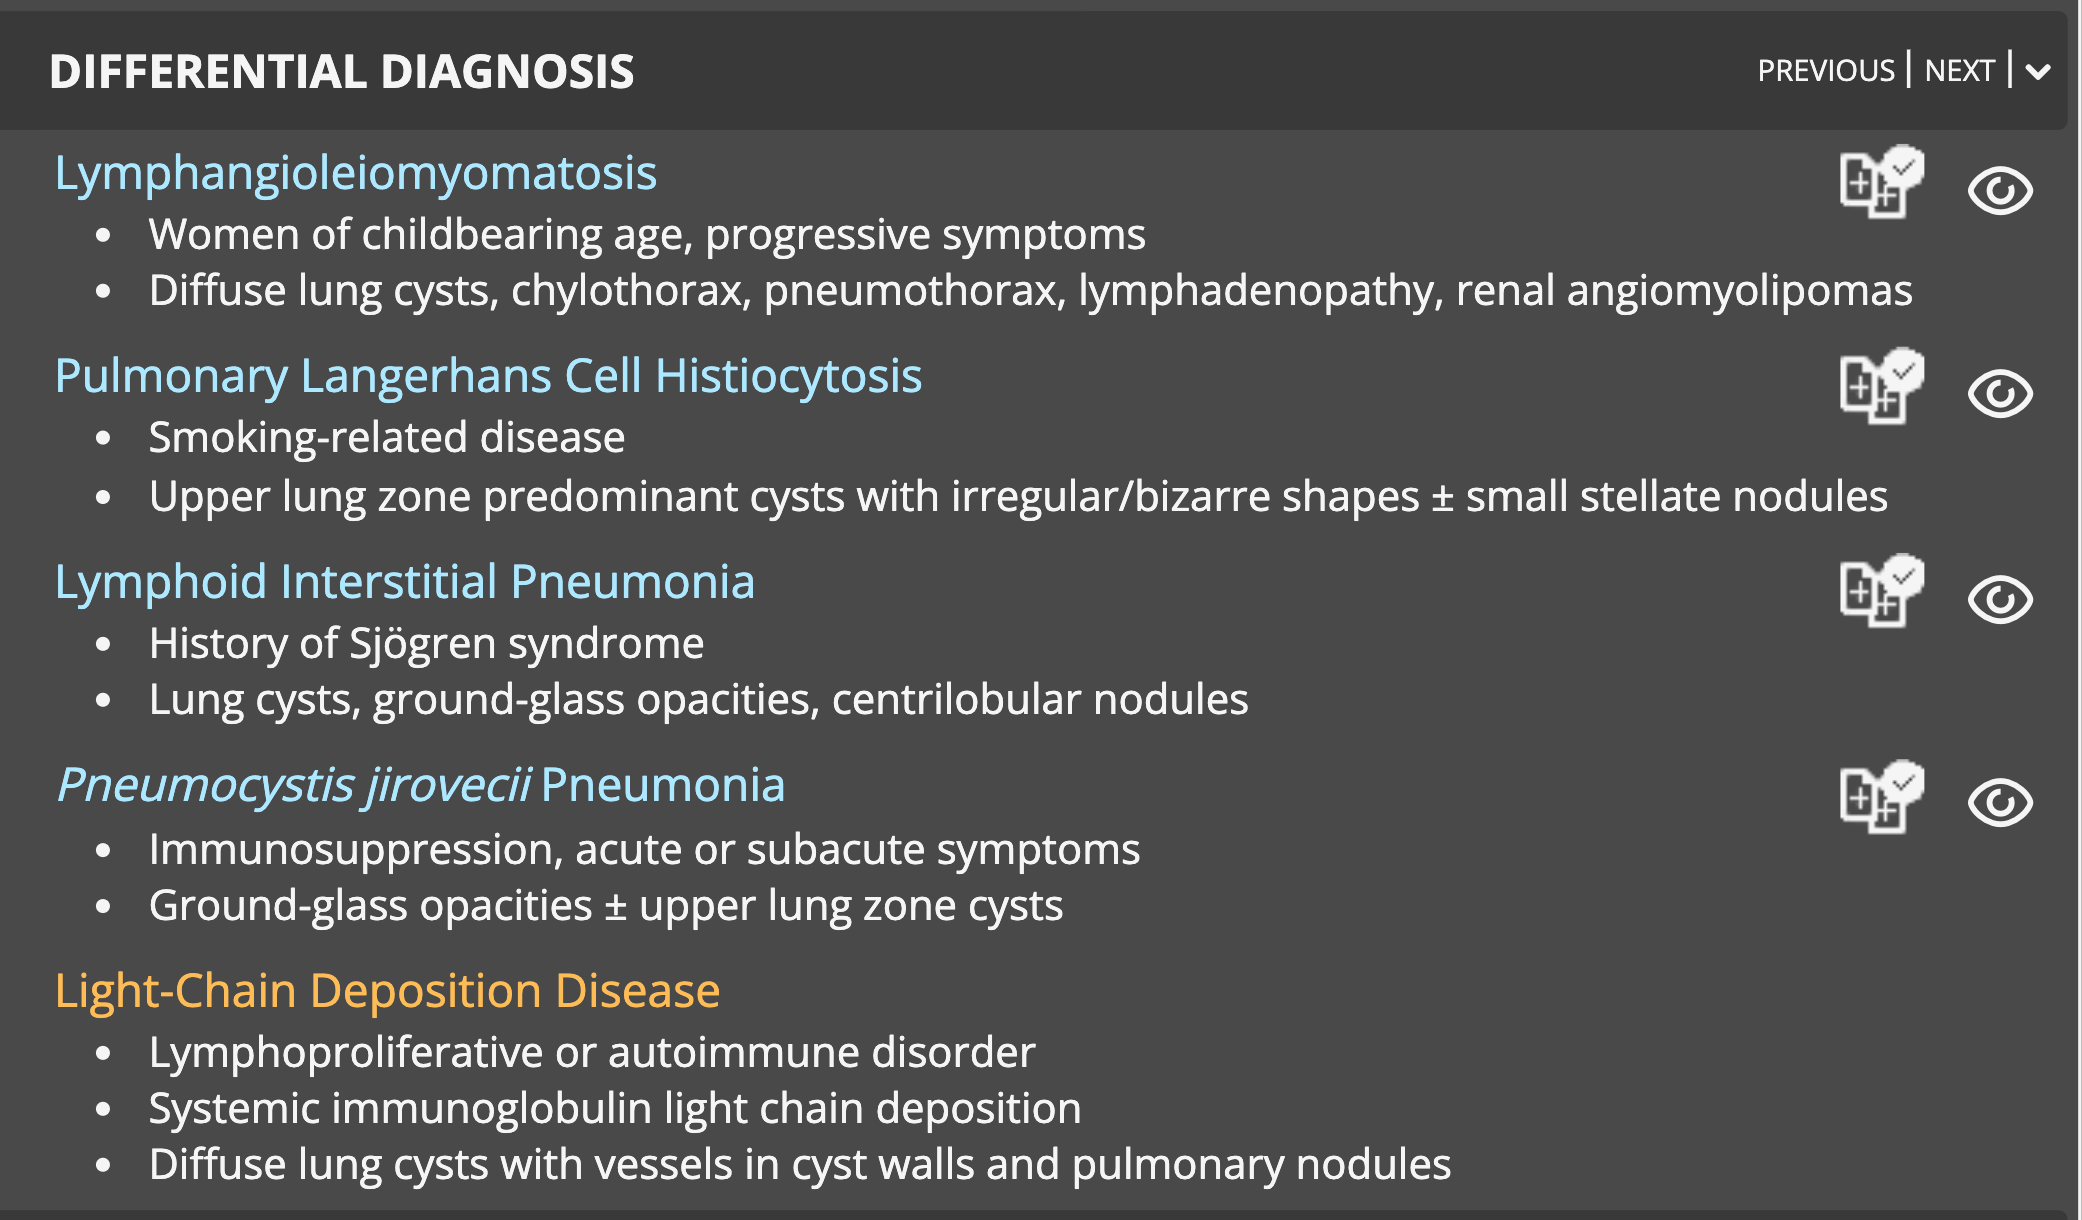 DIFFERENTIAL DIAGNOSIS
PREVIOUS | NEXT |
Lymphangioleiomyomatosis
• Women of childbearing age, progressive symptoms
• Diffuse lung cysts, chylothorax, pneumothorax, lymphadenopathy, renal angiomyolipomas
Pulmonary Langerhans Cell Histiocytosis
• Smoking-related disease
• Upper lung zone predominant cysts with irregular/bizarre shapes ± small stellate nodules
Lymphoid Interstitial Pneumonia
• History of Sjögren syndrome
• Lung cysts, ground-glass opacities, centrilobular nodules
Pneumocystis jirovecii Pneumonia
• Immunosuppression, acute or subacute symptoms
• Ground-glass opacities ± upper lung zone cysts
Light-Chain Deposition Disease
• Lymphoproliferative or autoimmune disorder
• Systemic immunoglobulin light chain deposition
• Diffuse lung cysts with vessels in cyst walls and pulmonary nodules